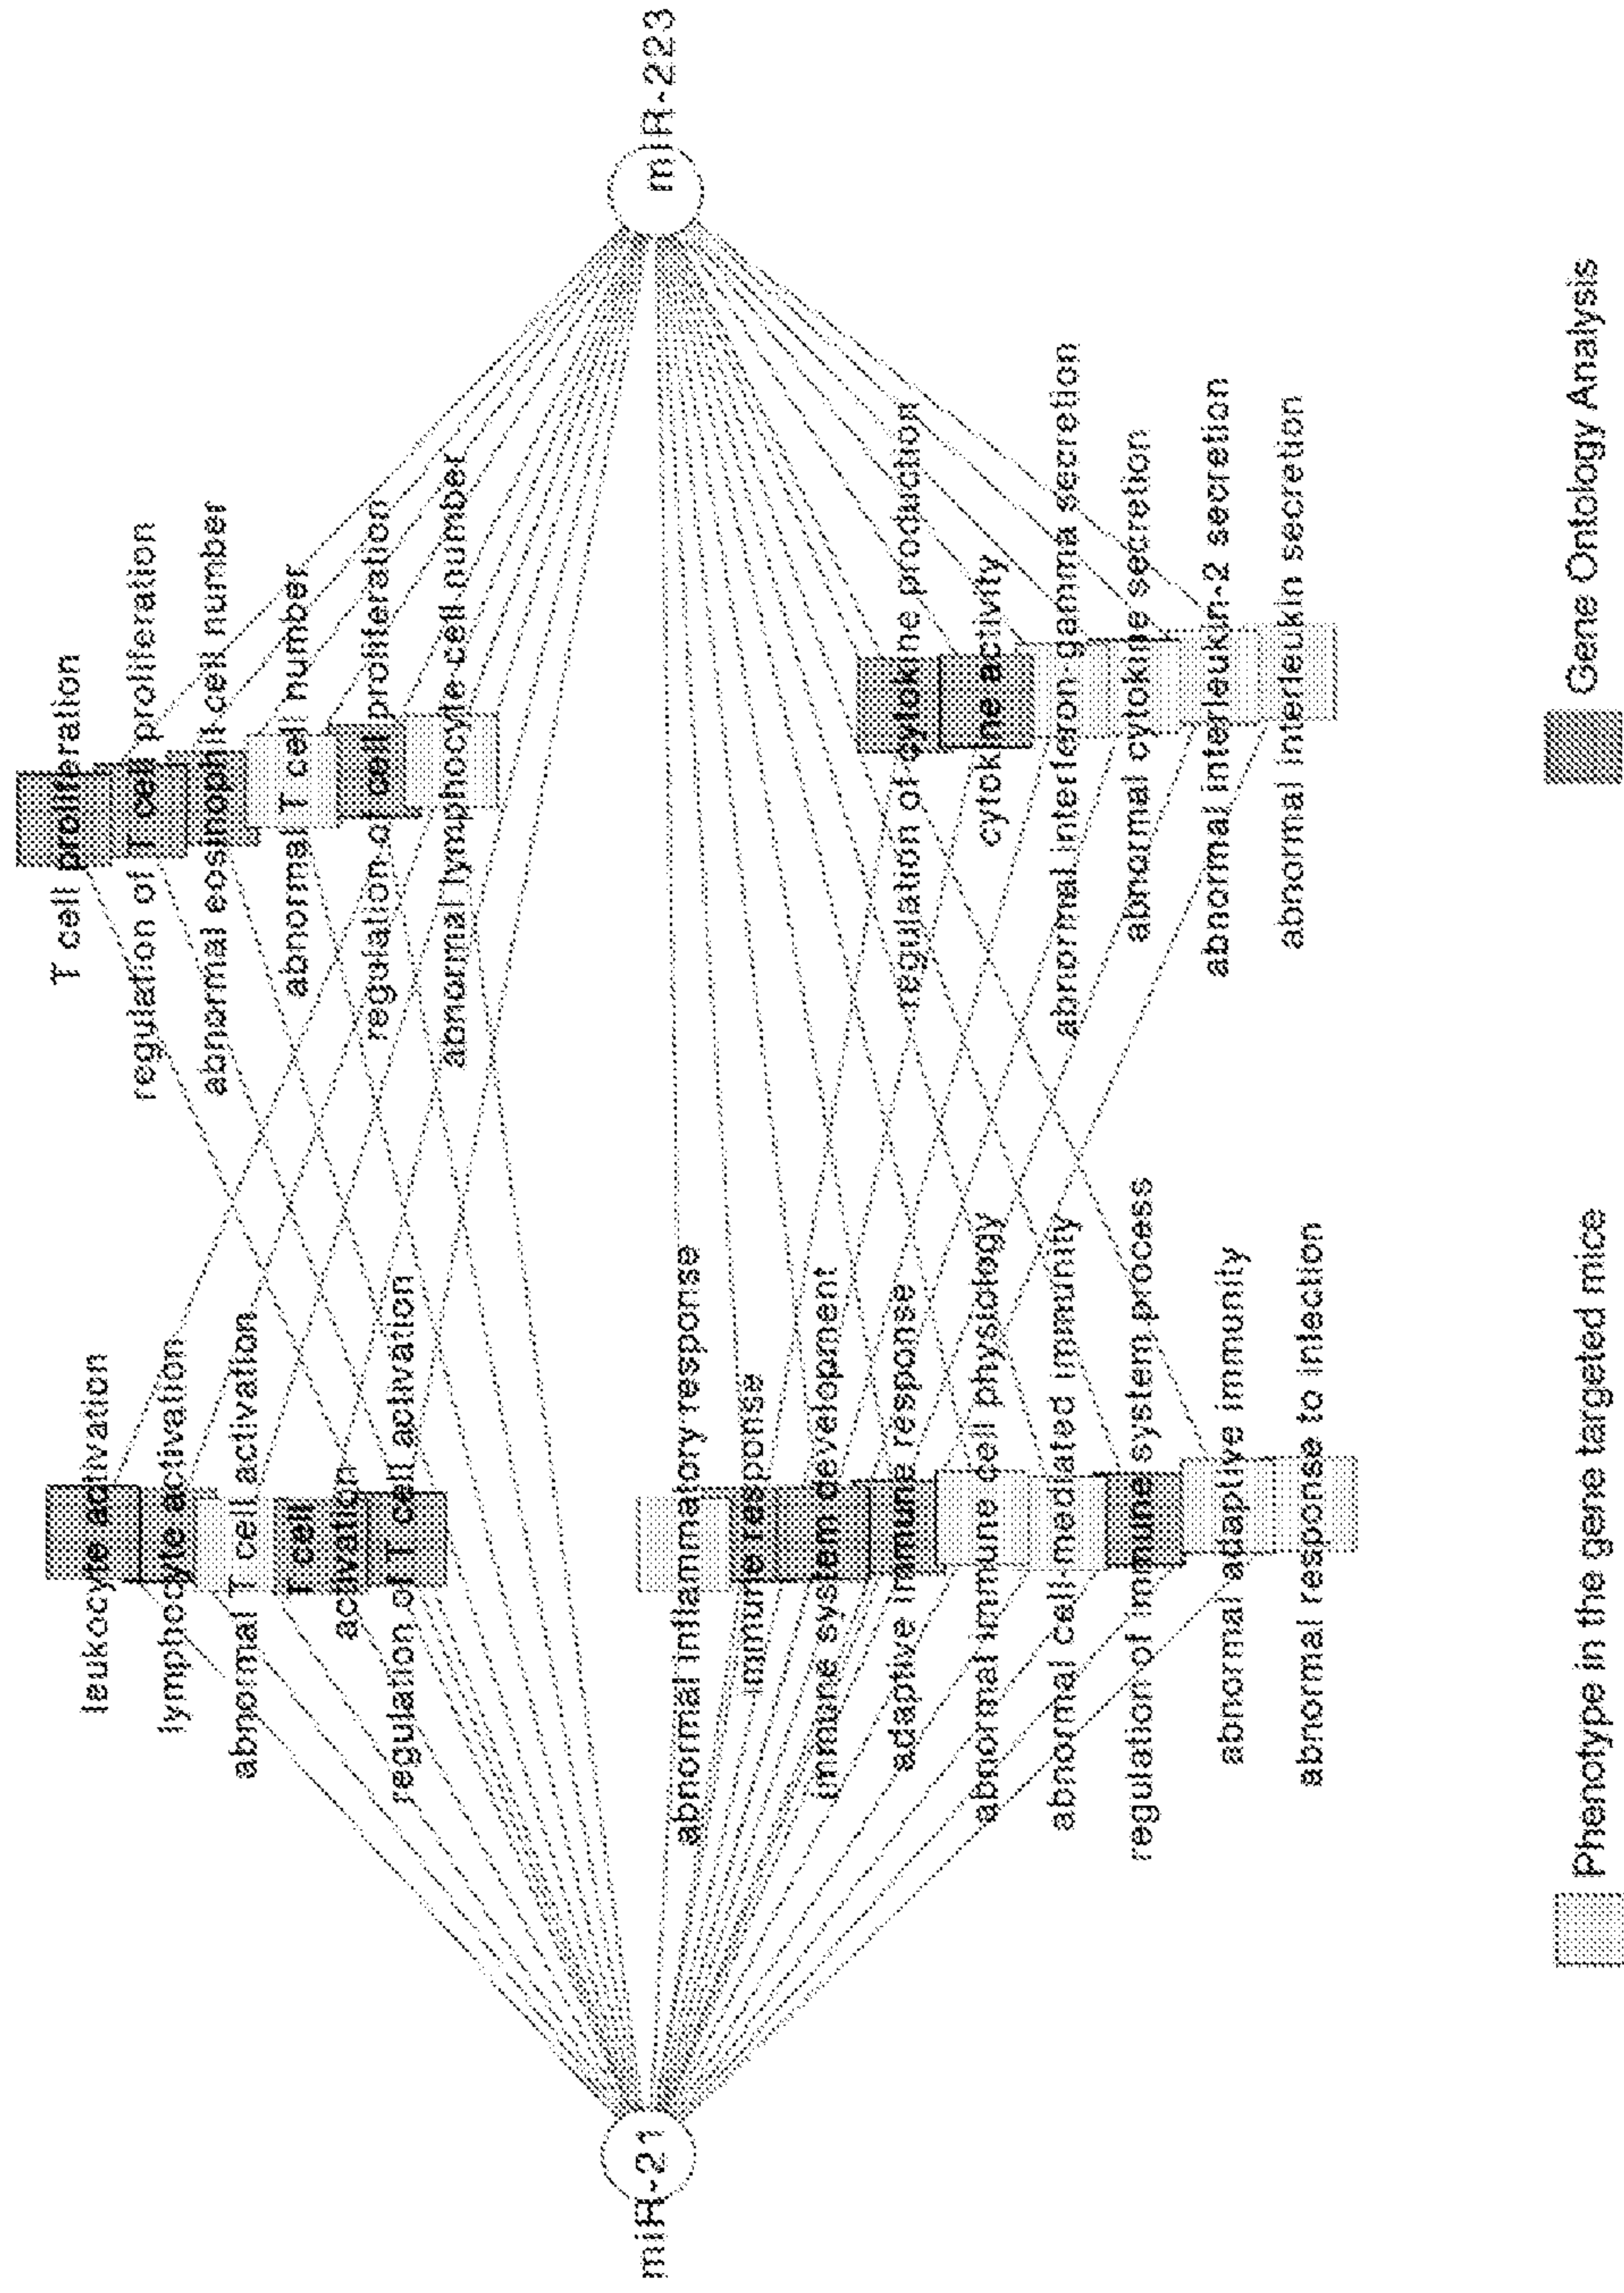 miR-21
leukocyte activation
lymphocyte activation
abnormal T cell activation
T cell
activation
regulation of T cell activation
abnormal inflammatory response
immune response
immune system development
adaptive immune response
abnormal immune cell physiology
abnormal cell-mediated immunity
regulation of immune system process
abnormal adaptive immunity
abnormal response to infection
T cell proliferation
regulation of T cell proliferation
abnormal eosinophil cell number
abnormal T cell number
regulation of cell proliferation
abnormal lymphocyte cell number
regulation of cytokine production
cytokine activity
abnormal interferon-gamma secretion
abnormal cytokine secretion
abnormal interleukin-2 secretion
abnormal interleukin secretion
miR-223
Phenotype in the gene targeted mice
Gene Ontology Analysis